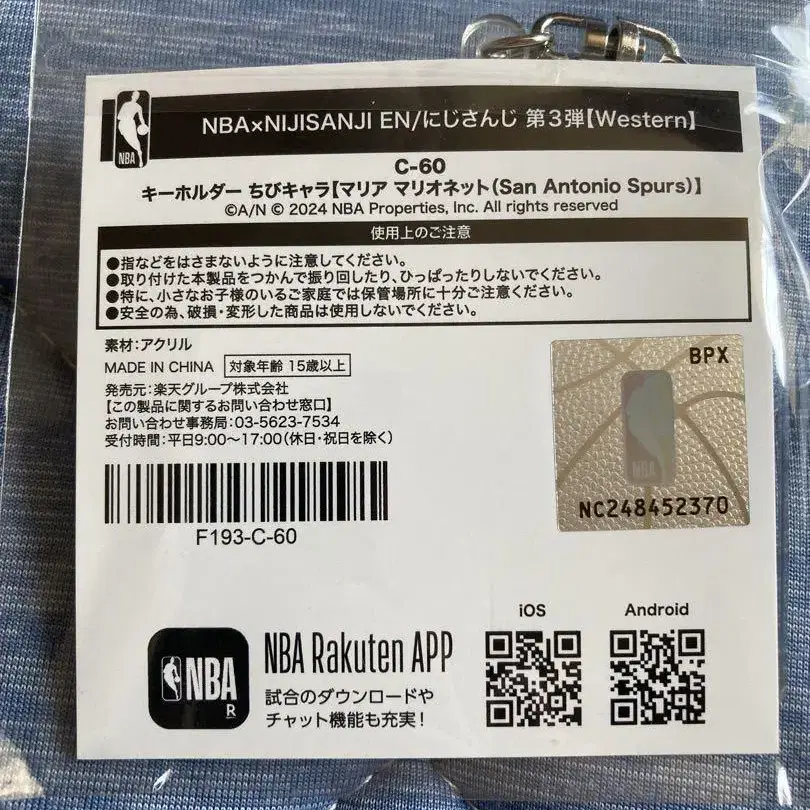 NBA
NBA×NIJISANJI EN/にじさんじ 第3弾【Western】
C-60
キーホルダー ちびキャラ【マリア マリオネット(San Antonio Spurs)】
©A/N © 2024 NBA Properties, Inc. All rights reserved
使用上のご注意
●指などをはさまないように注意してください。
●取り付けた本製品をつかんで振り回したり、ひっぱったりしないでください。
●特に、小さなお子様のいるご家庭では保管場所に十分ご注意ください。
●安全の為、破損・変形した商品は使用しないでください。
素材:アクリル
MADE IN CHINA 対象年齢 15歳以上
発売元:楽天グループ株式会社
【この製品に関するお問い合わせ窓口】
お問い合わせ事務局:03-5623-7534
受付時間:平日9:00〜17:00(休日・祝日を除く)
F193-C-60
BPX
NBA
NC248452370
NBA
R
NBA Rakuten APP
試合のダウンロードや
チャット機能も充実!
iOS
Android